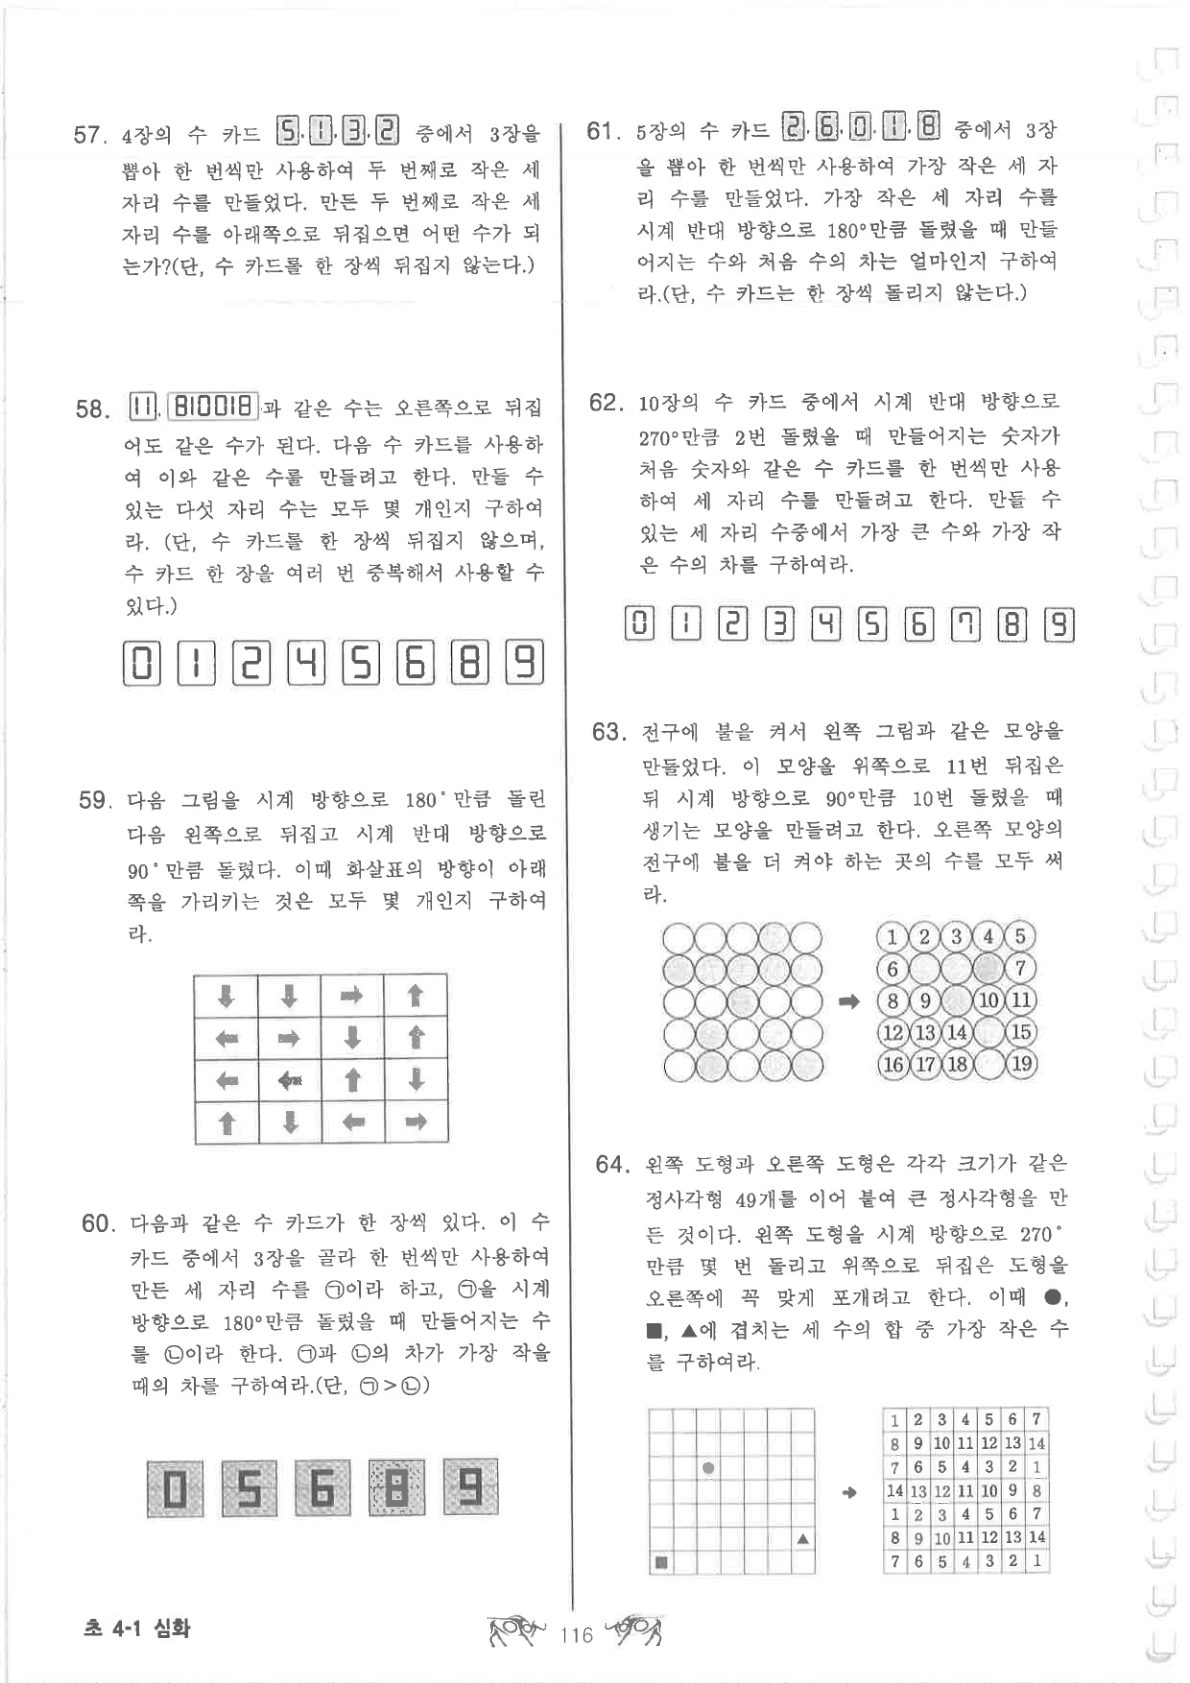 57. 4장의 수 카드 5, 1, 3, 2 중에서 3장을
뽑아 한 번씩만 사용하여 두 번째로 작은 세
자리 수를 만들었다. 만든 두 번째로 작은 세
자리 수를 아래쪽으로 뒤집으면 어떤 수가 되
는가?(단, 수 카드를 한 장씩 뒤집지 않는다.)
58. 11, 810018 과 같은 수는 오른쪽으로 뒤집
어도 같은 수가 된다. 다음 수 카드를 사용하
여 이와 같은 수를 만들려고 한다. 만들 수
있는 다섯 자리 수는 모두 몇 개인지 구하여
라. (단, 수 카드를 한 장씩 뒤집지 않으며,
수 카드 한 장을 여러 번 중복해서 사용할 수
있다.)
0 1 2 4 5 6 8 9
59. 다음 그림을 시계 방향으로 180°만큼 돌린
다음 왼쪽으로 뒤집고 시계 반대 방향으로
90°만큼 돌렸다. 이때 화살표의 방향이 아래
쪽을 가리키는 것은 모두 몇 개인지 구하여
라.
60. 다음과 같은 수 카드가 한 장씩 있다. 이 수
카드 중에서 3장을 골라 한 번씩만 사용하여
만든 세 자리 수를 ㉠이라 하고, ㉠을 시계
방향으로 180°만큼 돌렸을 때 만들어지는 수
를 ㉡이라 한다. ㉠과 ㉡의 차가 가장 작을
때의 차를 구하여라.(단, ㉠>㉡)
0 5 6 8 9
61. 5장의 수 카드 2, 6, 0, 1, 8 중에서 3장
을 뽑아 한 번씩만 사용하여 가장 작은 세 자
리 수를 만들었다. 가장 작은 세 자리 수를
시계 반대 방향으로 180°만큼 돌렸을 때 만들
어지는 수와 처음 수의 차는 얼마인지 구하여
라.(단, 수 카드는 한 장씩 돌리지 않는다.)
62. 10장의 수 카드 중에서 시계 반대 방향으로
270°만큼 2번 돌렸을 때 만들어지는 숫자가
처음 숫자와 같은 수 카드를 한 번씩만 사용
하여 세 자리 수를 만들려고 한다. 만들 수
있는 세 자리 수중에서 가장 큰 수와 가장 작
은 수의 차를 구하여라.
0 1 2 3 4 5 6 7 8 9
63. 전구에 불을 켜서 왼쪽 그림과 같은 모양을
만들었다. 이 모양을 위쪽으로 11번 뒤집은
뒤 시계 방향으로 90°만큼 10번 돌렸을 때
생기는 모양을 만들려고 한다. 오른쪽 모양의
전구에 불을 더 켜야 하는 곳의 수를 모두 써
라.
1 2 3 4 5
6 7
8 9 10 11
12 13 14 15
16 17 18 19
64. 왼쪽 도형과 오른쪽 도형은 각각 크기가 같은
정사각형 49개를 이어 붙여 큰 정사각형을 만
든 것이다. 왼쪽 도형을 시계 방향으로 270°
만큼 몇 번 돌리고 위쪽으로 뒤집은 도형을
오른쪽에 꼭 맞게 포개려고 한다. 이때 ●,
■, ▲에 겹치는 세 수의 합 중 가장 작은 수
를 구하여라.
1 2 3 4 5 6 7
8 9 10 11 12 13 14
7 6 5 4 3 2 1
14 13 12 11 10 9 8
1 2 3 4 5 6 7
8 9 10 11 12 13 14
7 6 5 4 3 2 1
초 4-1 심화
116